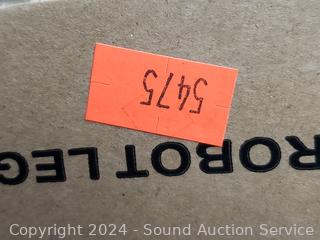 5475
ROBOT LEG
Copyright 2024 - Sound Auction Service